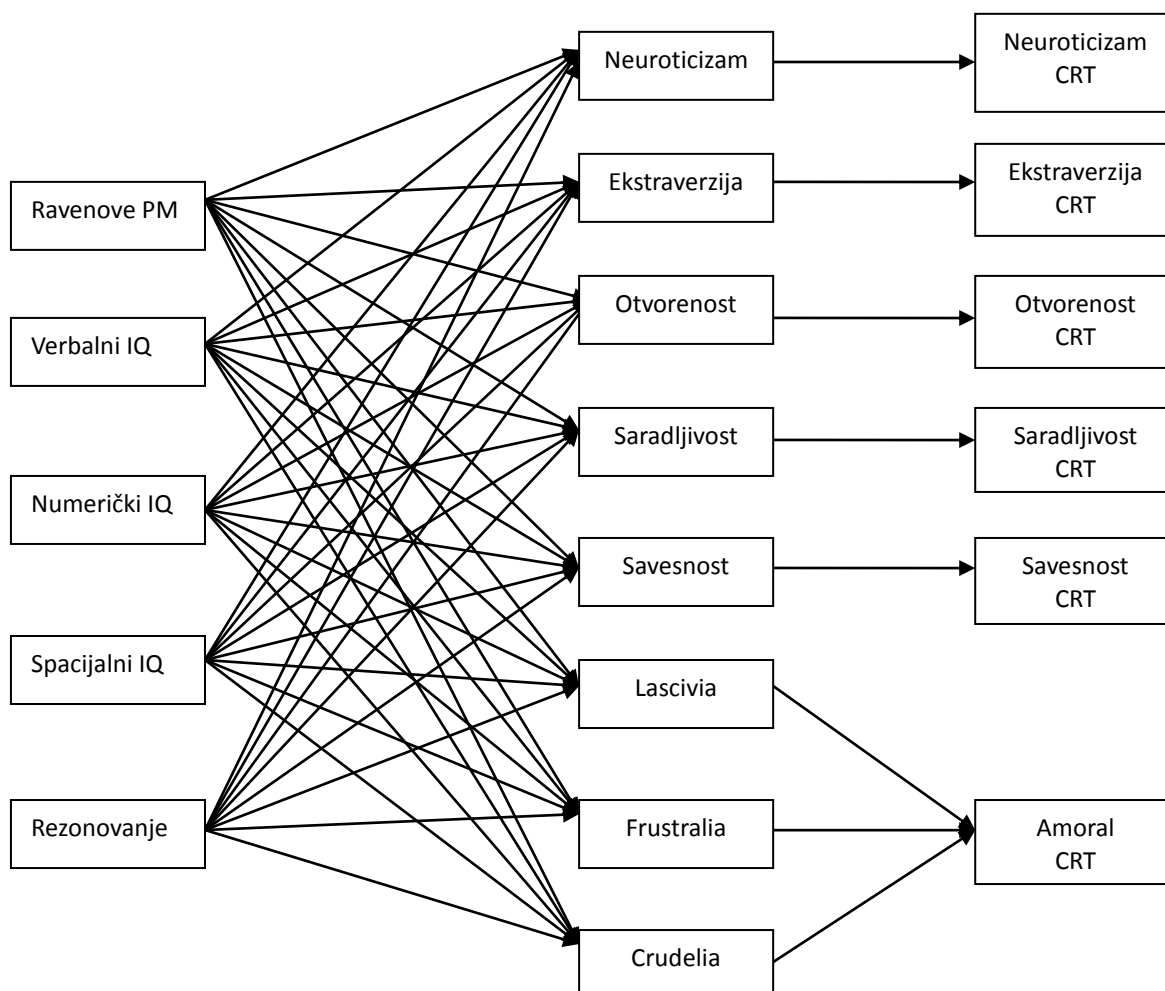 Ravenove PM
Verbalni IQ
Numerički IQ
Spacijalni IQ
Rezonovanje
Neuroticizam
Ekstraverzija
Otvorenost
Saradljivost
Savesnost
Lascivia
Frustralia
Crudelia
Neuroticizam
CRT
Ekstraverzija
CRT
Otvorenost
CRT
Saradljivost
CRT
Savesnost
CRT
Amoral
CRT